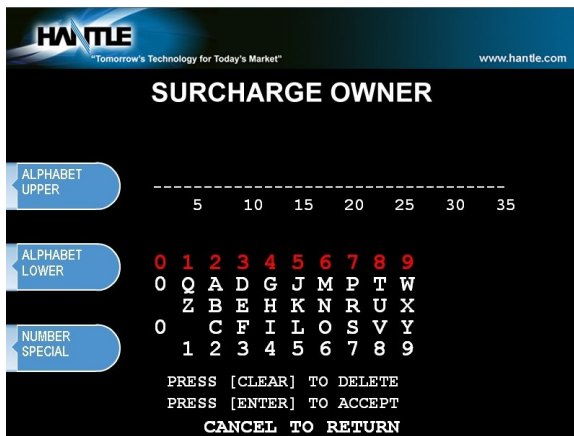 HANTLE
"Tomorrow's Technology for Today's Market" www.hantle.com
SURCHARGE OWNER
ALPHABET
UPPER
-----------------------------------
5 10 15 20 25 30 35
ALPHABET
LOWER
0 1 2 3 4 5 6 7 8 9
0 Q A D G J M P T W
Z B E H K N R U X
0 C F I L O S V Y
1 2 3 4 5 6 7 8 9
NUMBER
SPECIAL
PRESS [CLEAR] TO DELETE
PRESS [ENTER] TO ACCEPT
CANCEL TO RETURN